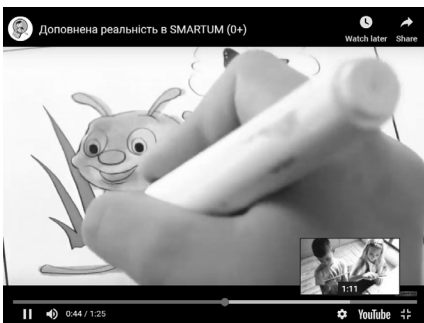 Доповнена реальність в SMARTUM (0+)
Watch later
Share
1:11
0:44 / 1:25
YouTube